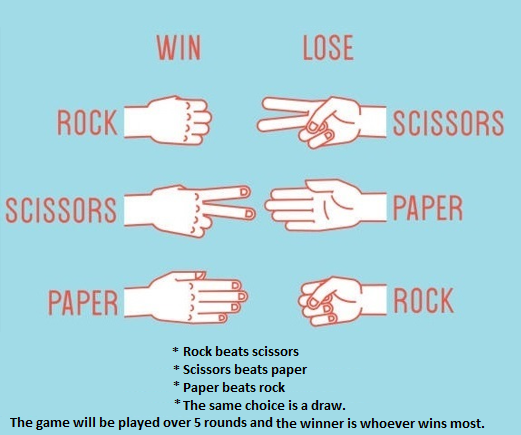 WIN LOSE
ROCK SCISSORS
SCISSORS PAPER
PAPER ROCK
* Rock beats scissors
* Scissors beats paper
* Paper beats rock
* The same choice is a draw.
The game will be played over 5 rounds and the winner is whoever wins most.